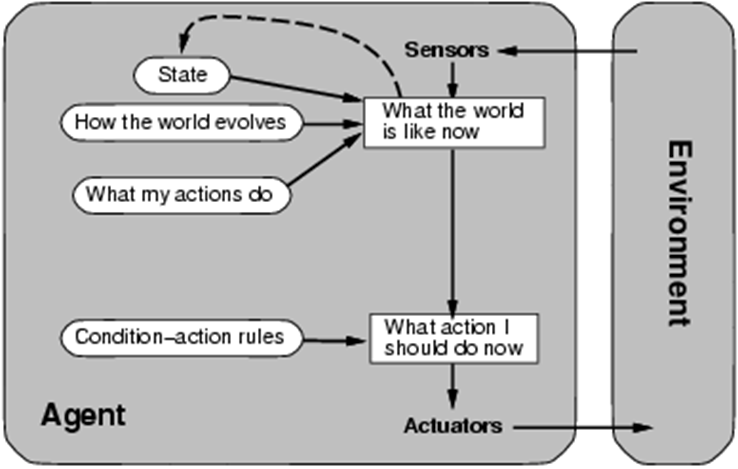 Sensors
State
What the world
is like now
How the world evolves
What my actions do
Condition–action rules
What action I
should do now
Agent
Actuators
Environment